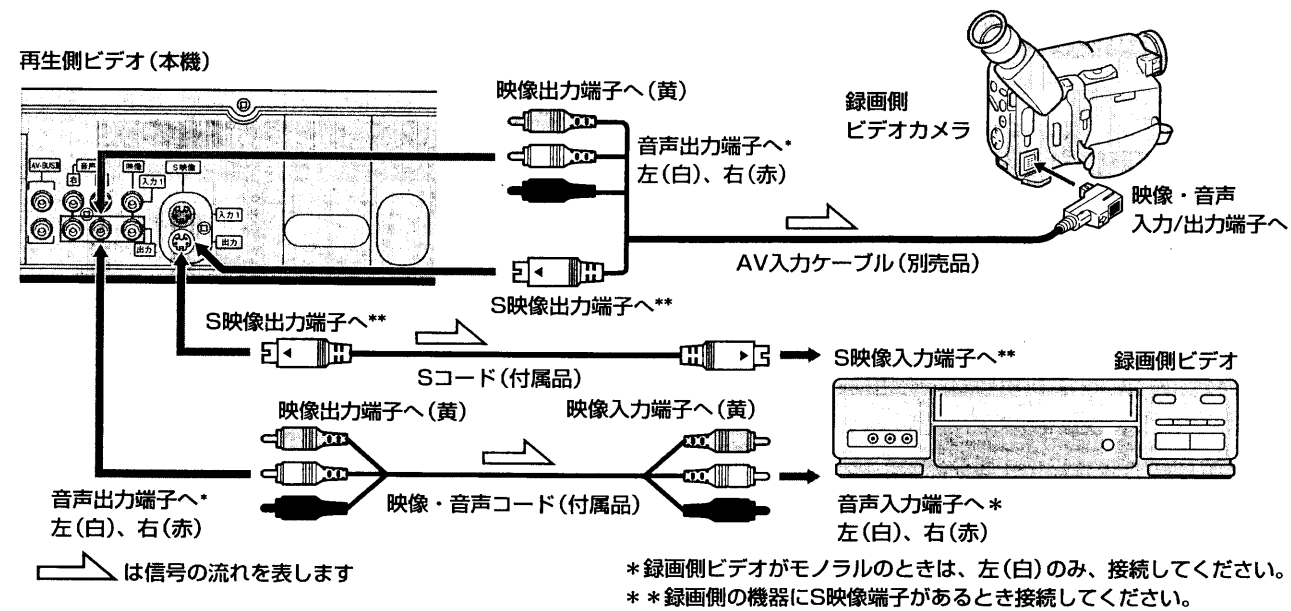 再生側ビデオ(本機)
映像出力端子へ(黄)
録画側
ビデオカメラ
音声出力端子へ*
左(白)、右(赤)
AV-BUS
音声
右
映像
S映像
入力1
入力1
出力
出力
映像・音声
入力/出力端子へ
AV入力ケーブル(別売品)
S映像出力端子へ**
S映像出力端子へ**
Sコード(付属品)
S映像入力端子へ**
録画側ビデオ
映像出力端子へ(黄)
映像入力端子へ(黄)
音声出力端子へ*
左(白)、右(赤)
映像・音声コード(付属品)
音声入力端子へ*
左(白)、右(赤)
は信号の流れを表します
*録画側ビデオがモノラルのときは、左(白)のみ、接続してください。
**録画側の機器にS映像端子があるとき接続してください。